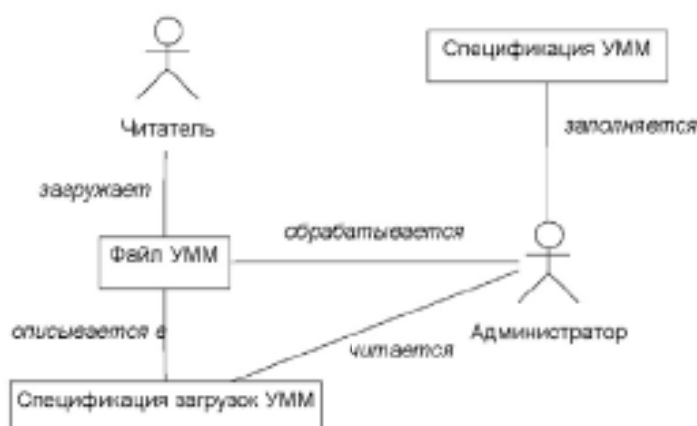 Спецификация УММ
Читатель
заполняется
загружает
обрабатывается
Файл УММ
описывается в
читается
Администратор
Спецификация загрузок УММ